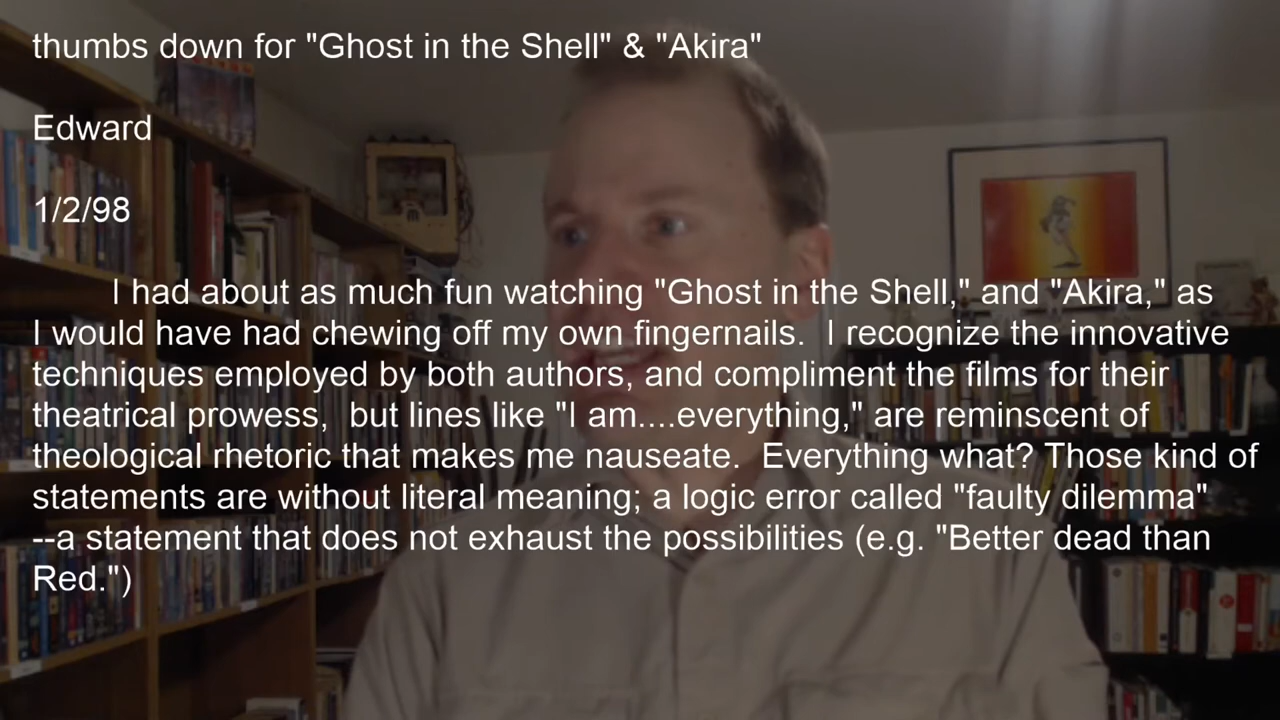 thumbs down for "Ghost in the Shell" & "Akira"
Edward
1/2/98
I had about as much fun watching "Ghost in the Shell," and "Akira," as
I would have had chewing off my own fingernails.  I recognize the innovative
techniques employed by both authors, and compliment the films for their
theatrical prowess,  but lines like "I am....everything," are reminscent of
theological rhetoric that makes me nauseate.  Everything what? Those kind of
statements are without literal meaning; a logic error called "faulty dilemma"
--a statement that does not exhaust the possibilities (e.g. "Better dead than
Red.")